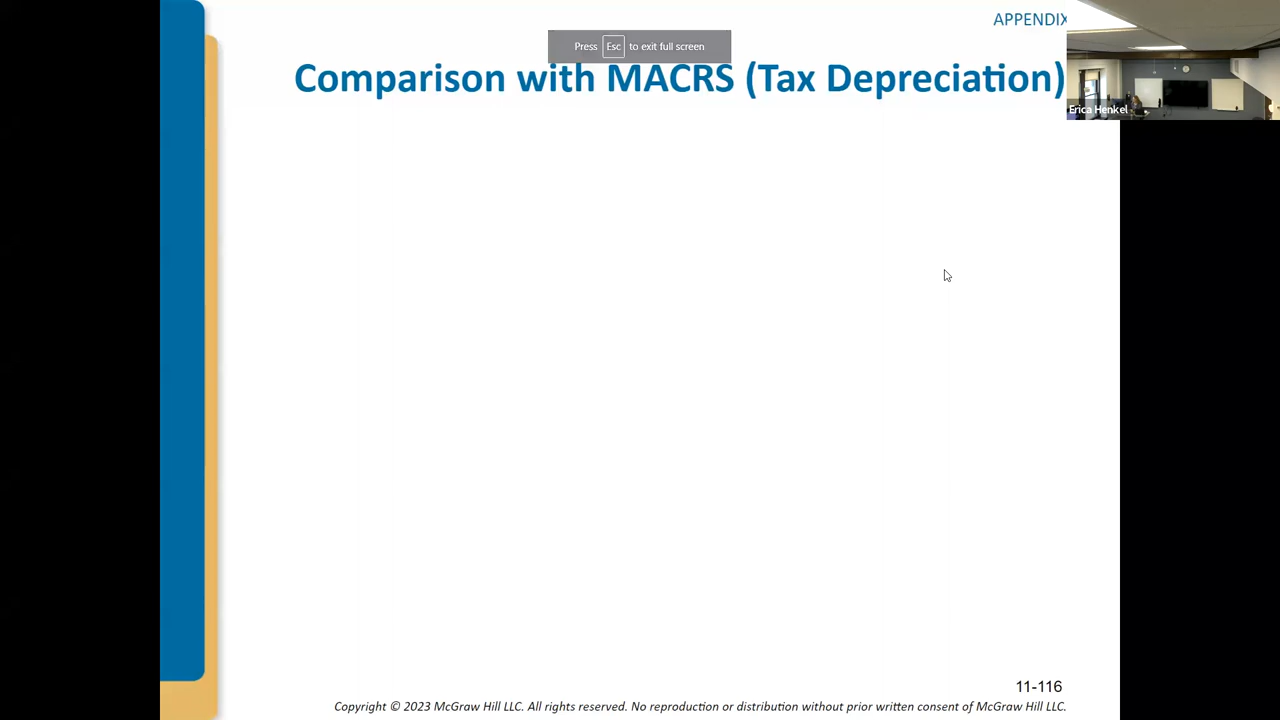 APPENDIX
Press Esc to exit full screen
Comparison with MACRS (Tax Depreciation)
Erica Henkel
11-116
Copyright © 2023 McGraw Hill LLC. All rights reserved. No reproduction or distribution without prior written consent of McGraw Hill LLC.